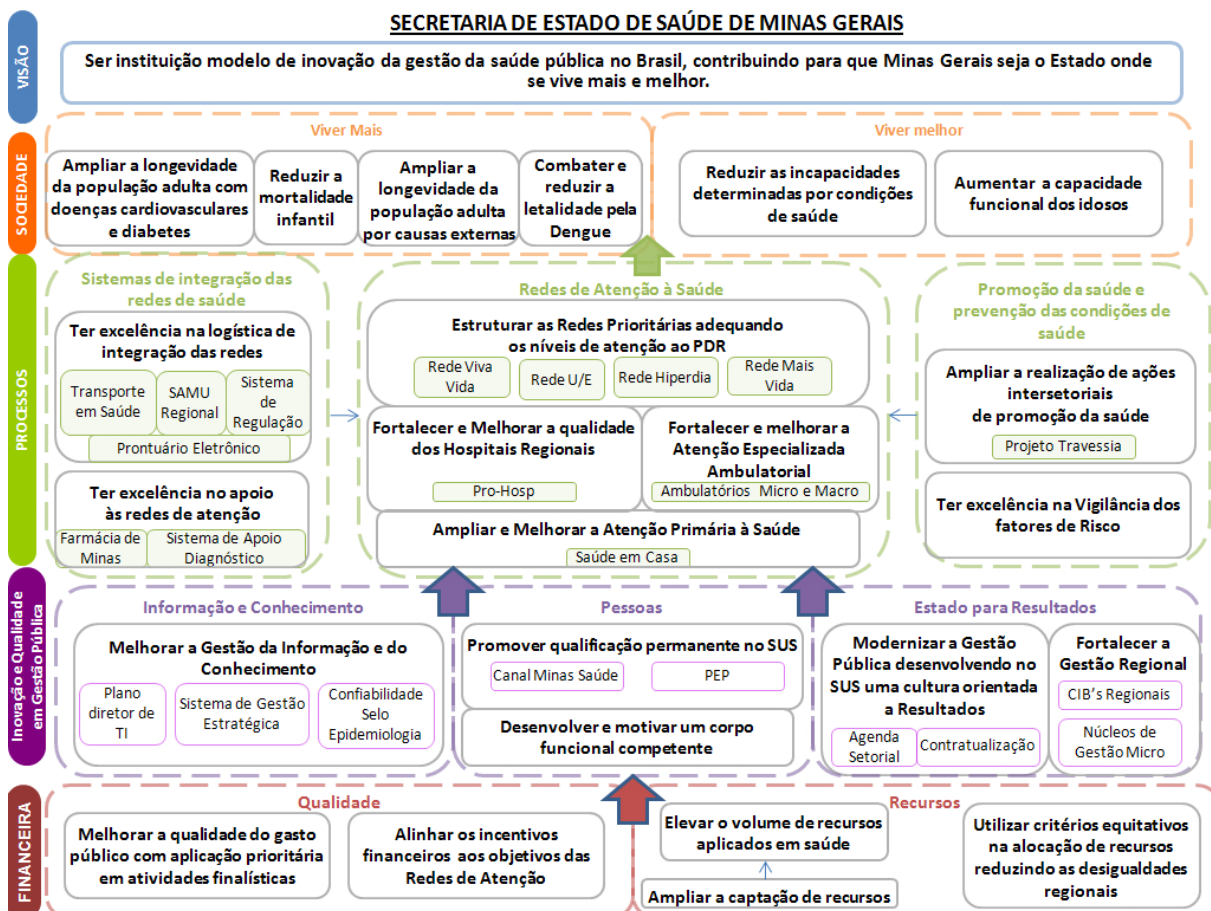 SECRETARIA DE ESTADO DE SAÚDE DE MINAS GERAIS
VISÃO
Ser instituição modelo de inovação da gestão da saúde pública no Brasil, contribuindo para que Minas Gerais seja o Estado onde
se vive mais e melhor.
SOCIEDADE
Viver Mais
Ampliar a longevidade
da população adulta com
doenças cardiovasculares
e diabetes
Reduzir a
mortalidade
infantil
Ampliar a
longevidade da
população adulta
por causas externas
Combater e
reduzir a
letalidade pela
Dengue
Viver melhor
Reduzir as incapacidades
determinadas por condições
de saúde
Aumentar a capacidade
funcional dos idosos
PROCESSOS
Sistemas de integração das
redes de saúde
Ter excelência na logística de
integração das redes
Transporte
em Saúde
SAMU
Regional
Sistema
de
Regulação
Prontuário Eletrônico
Ter excelência no apoio
às redes de atenção
Farmácia de
Minas
Sistema de Apoio
Diagnóstico
Redes de Atenção à Saúde
Estruturar as Redes Prioritárias adequando
os níveis de atenção ao PDR
Rede Viva
Vida
Rede U/E
Rede Hiperdia
Rede Mais
Vida
Fortalecer e Melhorar a qualidade
dos Hospitais Regionais
Pro-Hosp
Fortalecer e melhorar a
Atenção Especializada
Ambulatorial
Ambulatórios Micro e Macro
Ampliar e Melhorar a Atenção Primária à Saúde
Saúde em Casa
Promoção da saúde e
prevenção das condições de
saúde
Ampliar a realização de ações
intersetoriais
de promoção da saúde
Projeto Travessia
Ter excelência na Vigilância dos
fatores de Risco
Inovação e Qualidade
em Gestão Pública
Informação e Conhecimento
Melhorar a Gestão da Informação e do
Conhecimento
Plano
diretor de
TI
Sistema de Gestão
Estratégica
Confiabilidade
Selo
Epidemiologia
Pessoas
Promover qualificação permanente no SUS
Canal Minas Saúde
PEP
Desenvolver e motivar um corpo
funcional competente
Estado para Resultados
Modernizar a Gestão
Pública desenvolvendo no
SUS uma cultura orientada
a Resultados
Agenda
Setorial
Contratualização
Fortalecer a
Gestão Regional
CIB's Regionais
Núcleos de
Gestão Micro
FINANCEIRA
Qualidade
Melhorar a qualidade do gasto
público com aplicação prioritária
em atividades finalísticas
Alinhar os incentivos
financeiros aos objetivos das
Redes de Atenção
Recursos
Elevar o volume de recursos
aplicados em saúde
Ampliar a captação de recursos
Utilizar critérios equitativos
na alocação de recursos
reduzindo as desigualdades
regionais